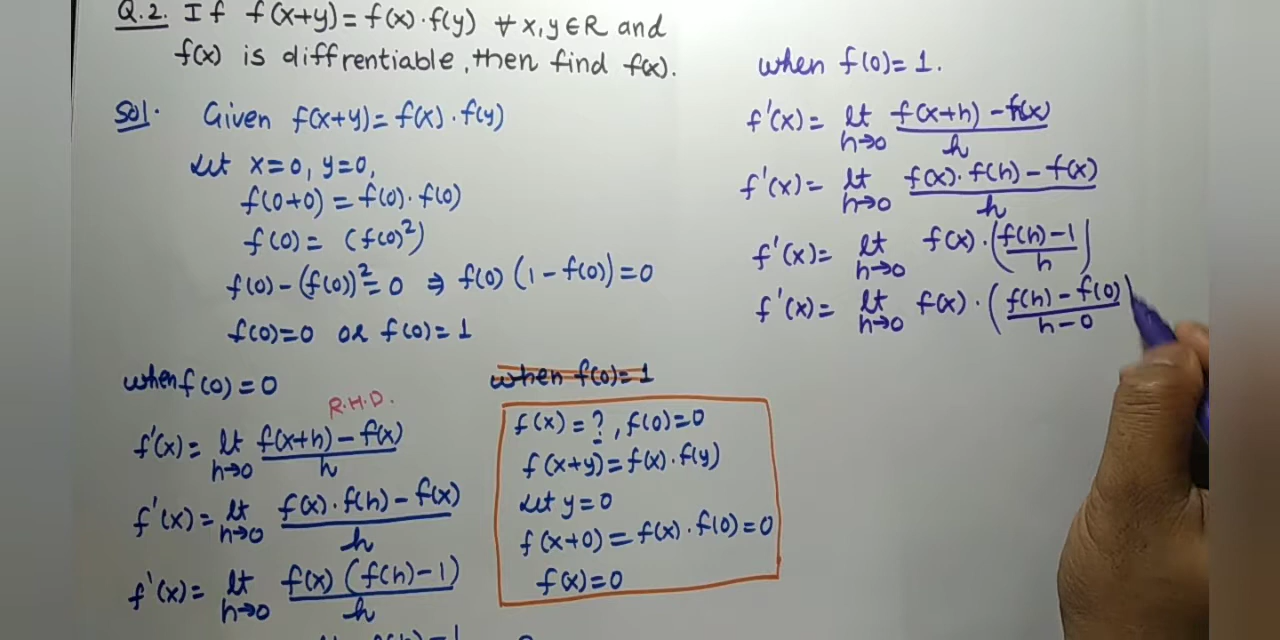 Q.2. If f(x+y) = f(x)·f(y) ∀ x,y∈R and
f(x) is diffrentiable, then find f(x).
Sol. Given f(x+y) = f(x)·f(y)
Let x=0, y=0,
f(0+0) = f(0)·f(0)
f(0) = (f(0)²)
f(0) - (f(0))² = 0 ⇒ f(0) (1 - f(0)) = 0
f(0)=0 or f(0)=1
when f(0) = 0
R.H.D.
f'(x) = lt h→0 f(x+h) - f(x) / h
f'(x) = lt h→0 f(x)·f(h) - f(x) / h
f'(x) = lt h→0 f(x) (f(h) - 1) / h
when f(0) = 1
f(x) = ?, f(0)=0
f(x+y) = f(x)·f(y)
Let y=0
f(x+0) = f(x)·f(0) = 0
f(x) = 0
when f(0) = 1.
f'(x) = lt h→0 f(x+h) - f(x) / h
f'(x) = lt h→0 f(x)·f(h) - f(x) / h
f'(x) = lt h→0 f(x)·(f(h) - 1 / h)
f'(x) = lt h→0 f(x)·(f(h) - f(0) / h - 0)